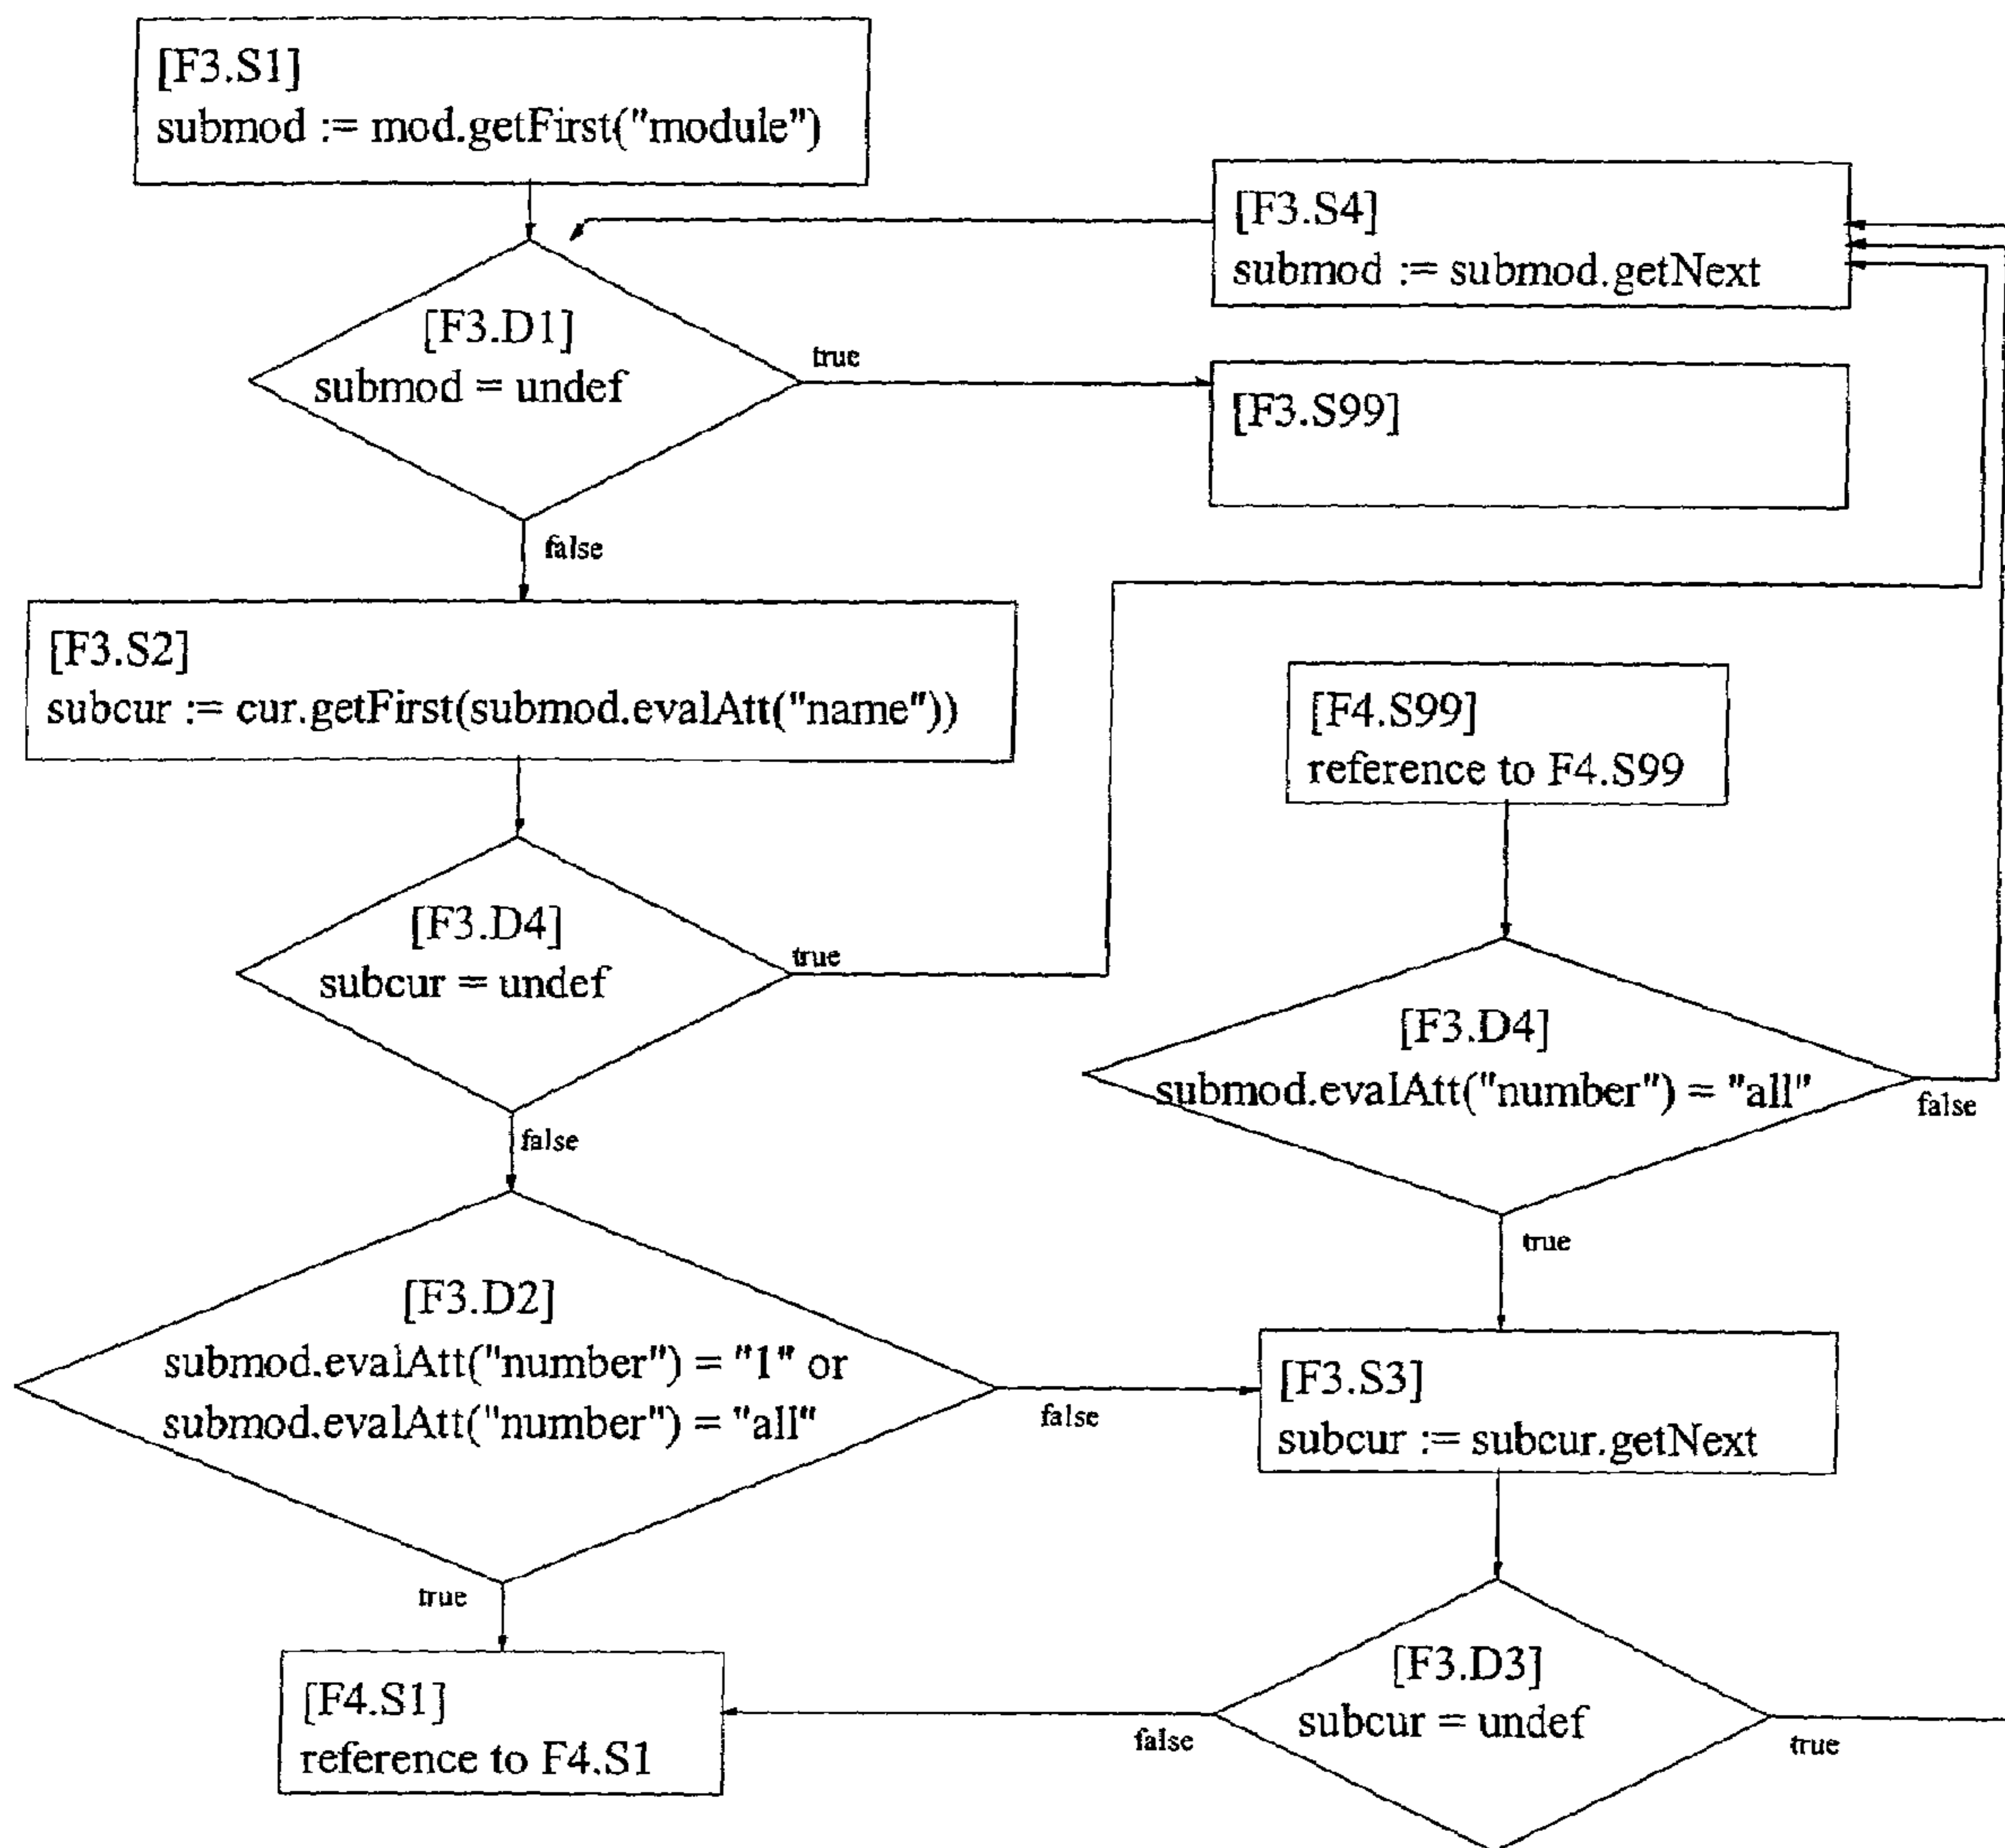 [F3.S1]
submod := mod.getFirst("module")
[F3.S4]
submod := submod.getNext
[F3.D1]
submod = undef
true
[F3.S99]
false
[F3.S2]
subcur := cur.getFirst(submod.evalAtt("name"))
[F4.S99]
reference to F4.S99
[F3.D4]
subcur = undef
true
[F3.D4]
submod.evalAtt("number") = "all"
false
false
true
[F3.D2]
submod.evalAtt("number") = "1" or
submod.evalAtt("number") = "all"
false
[F3.S3]
subcur := subcur.getNext
true
[F4.S1]
reference to F4.S1
[F3.D3]
subcur = undef
false
true